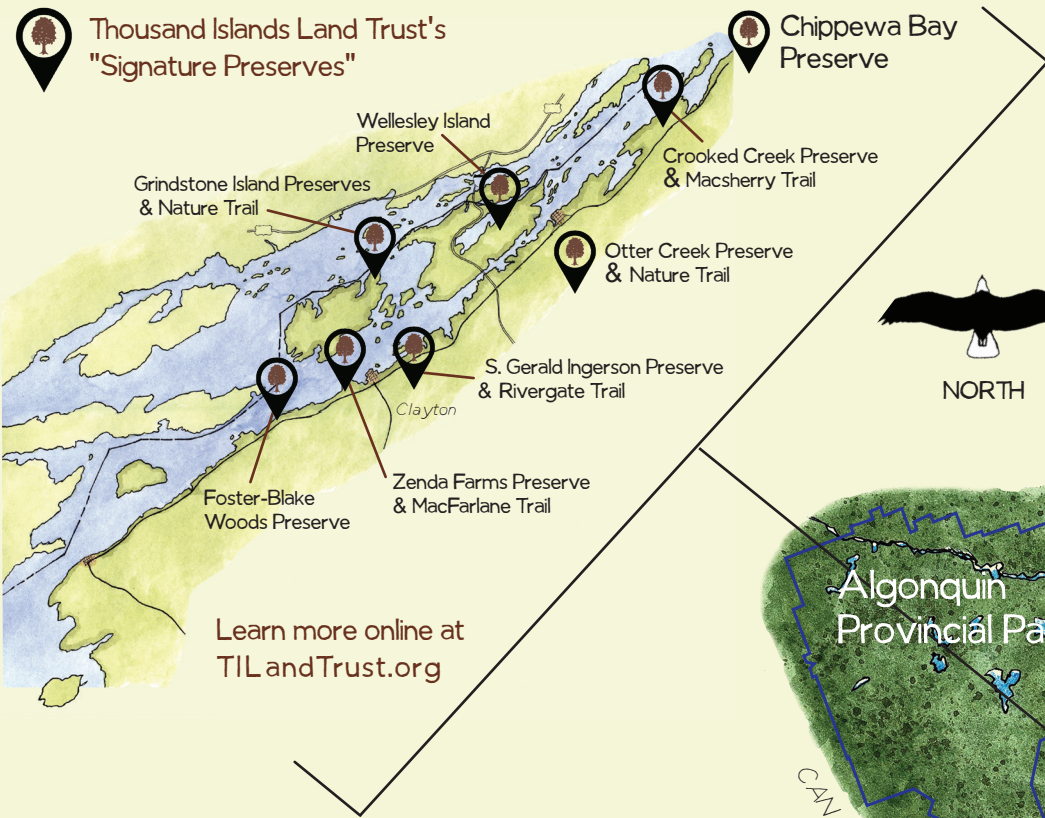 Thousand Islands Land Trust's
"Signature Preserves"
Chippewa Bay
Preserve
Wellesley Island
Preserve
Crooked Creek Preserve
& Macsherry Trail
Grindstone Island Preserves
& Nature Trail
Otter Creek Preserve
& Nature Trail
S. Gerald Ingerson Preserve
& Rivergate Trail
NORTH
Clayton
Zenda Farms Preserve
& MacFarlane Trail
Foster-Blake
Woods Preserve
Algonquin
Provincial Pa
Learn more online at
TILandTrust.org
CAN